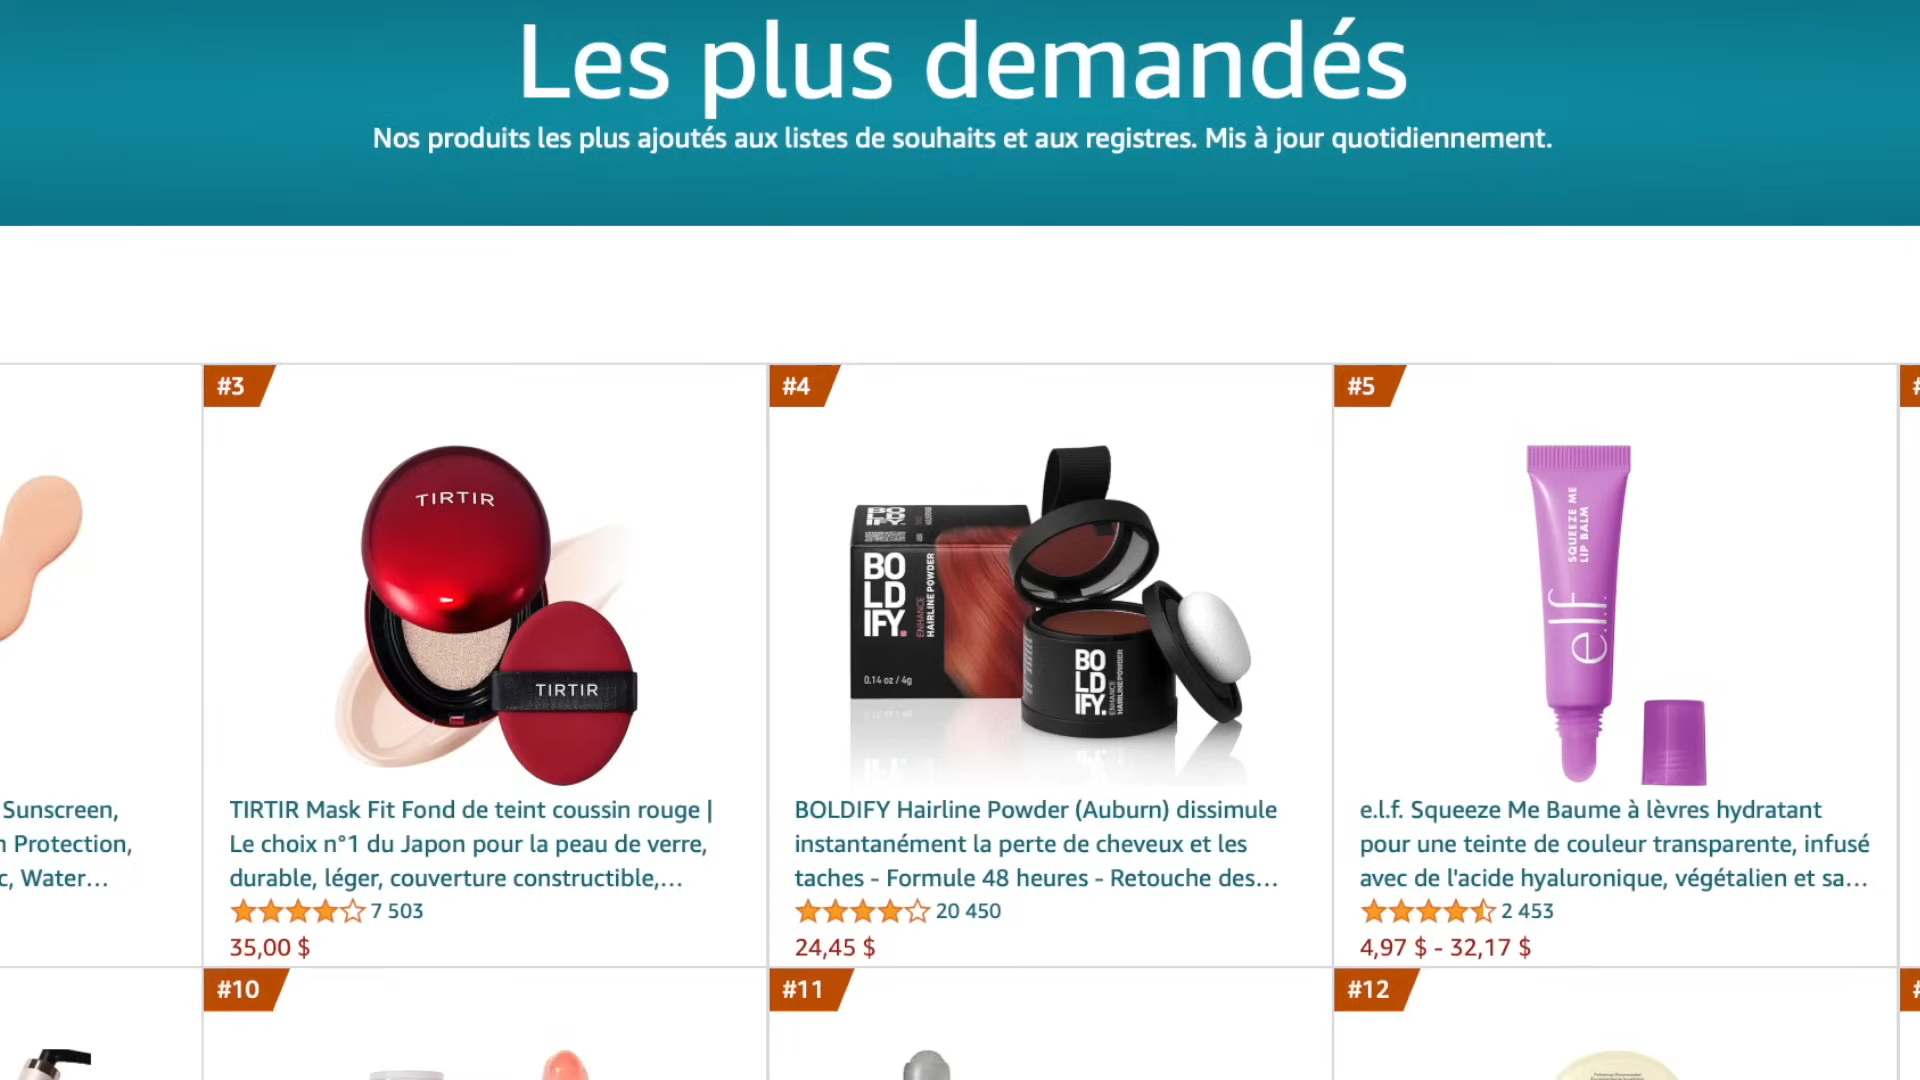 Les plus demandés
Nos produits les plus ajoutés aux listes de souhaits et aux registres. Mis à jour quotidiennement.
#3
#4
#5
#
TIRTIR
TIRTIR
BO
LD
IFY.
ENHANCE
HAIRLINE POWDER
0.14 oz / 4g
BO
LD
IFY.
ENHANCE
HAIRLINE POWDER
SQUEEZE ME
LIP BALM
e.l.f.
Sunscreen,
Protection,
c, Water...
TIRTIR Mask Fit Fond de teint coussin rouge |
Le choix n°1 du Japon pour la peau de verre,
durable, léger, couverture constructible,...
7 503
35,00 $
BOLDIFY Hairline Powder (Auburn) dissimule
instantanément la perte de cheveux et les
taches - Formule 48 heures - Retouche des...
20 450
24,45 $
e.l.f. Squeeze Me Baume à lèvres hydratant
pour une teinte de couleur transparente, infusé
avec de l'acide hyaluronique, végétalien et sa...
2 453
4,97 $ - 32,17 $
#10
#11
#12
#